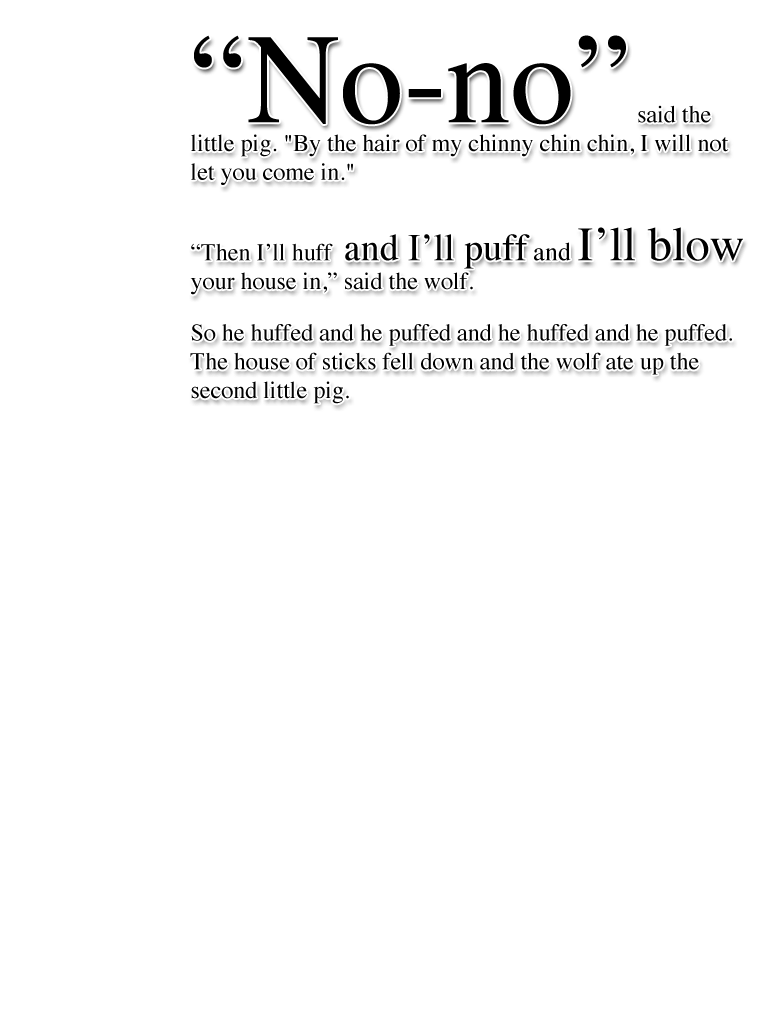 “No-no” said the
little pig. "By the hair of my chinny chin chin, I will not
let you come in."
“Then I’ll huff and I’ll puff and I’ll blow
your house in,” said the wolf.
So he huffed and he puffed and he huffed and he puffed.
The house of sticks fell down and the wolf ate up the
second little pig.